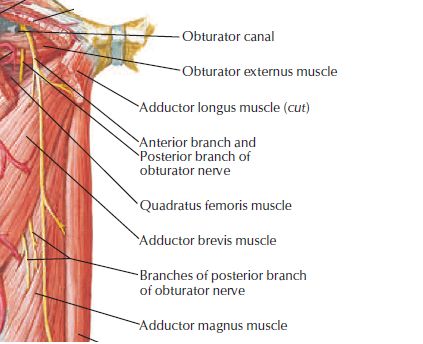 Obturator canal
Obturator externus muscle
Adductor longus muscle (cut)
Anterior branch and
Posterior branch of
obturator nerve
Quadratus femoris muscle
Adductor brevis muscle
Branches of posterior branch
of obturator nerve
Adductor magnus muscle